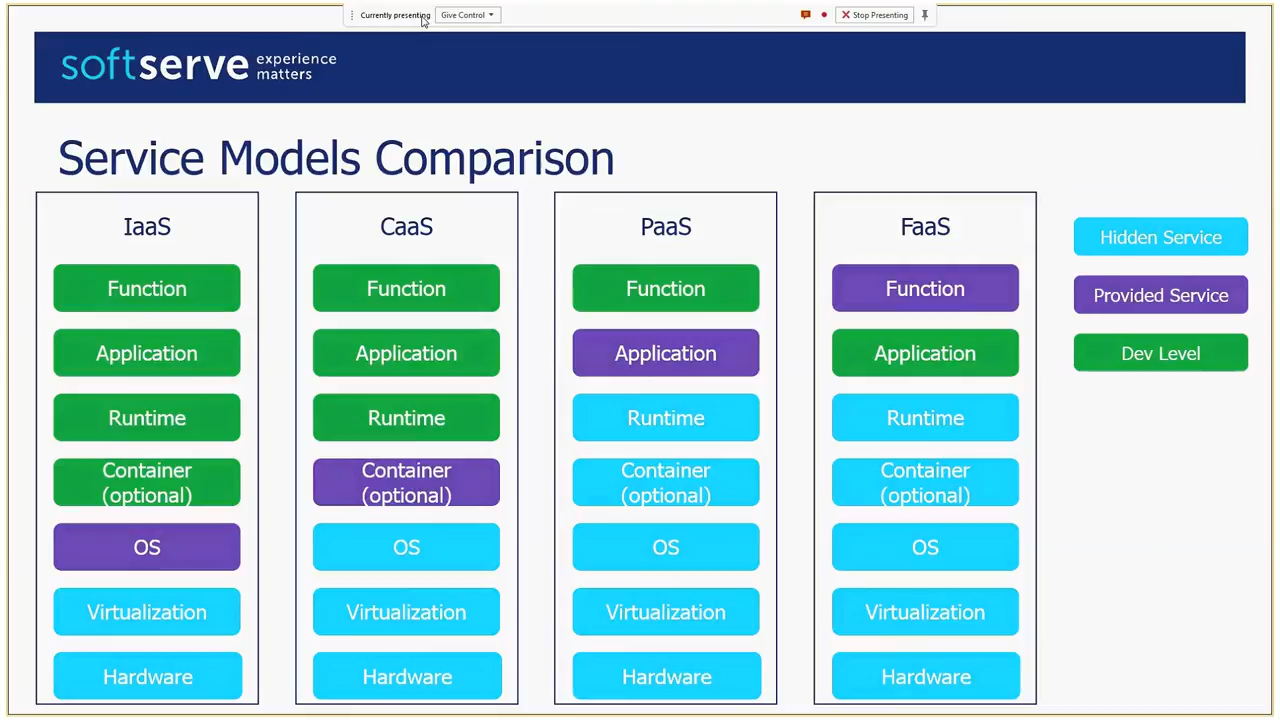 Currently presenting
Give Control
Stop Presenting
softserve experience
matters
Service Models Comparison
IaaS
Function
Application
Runtime
Container
(optional)
OS
Virtualization
Hardware
CaaS
Function
Application
Runtime
Container
(optional)
OS
Virtualization
Hardware
PaaS
Function
Application
Runtime
Container
(optional)
OS
Virtualization
Hardware
FaaS
Function
Application
Runtime
Container
(optional)
OS
Virtualization
Hardware
Hidden Service
Provided Service
Dev Level